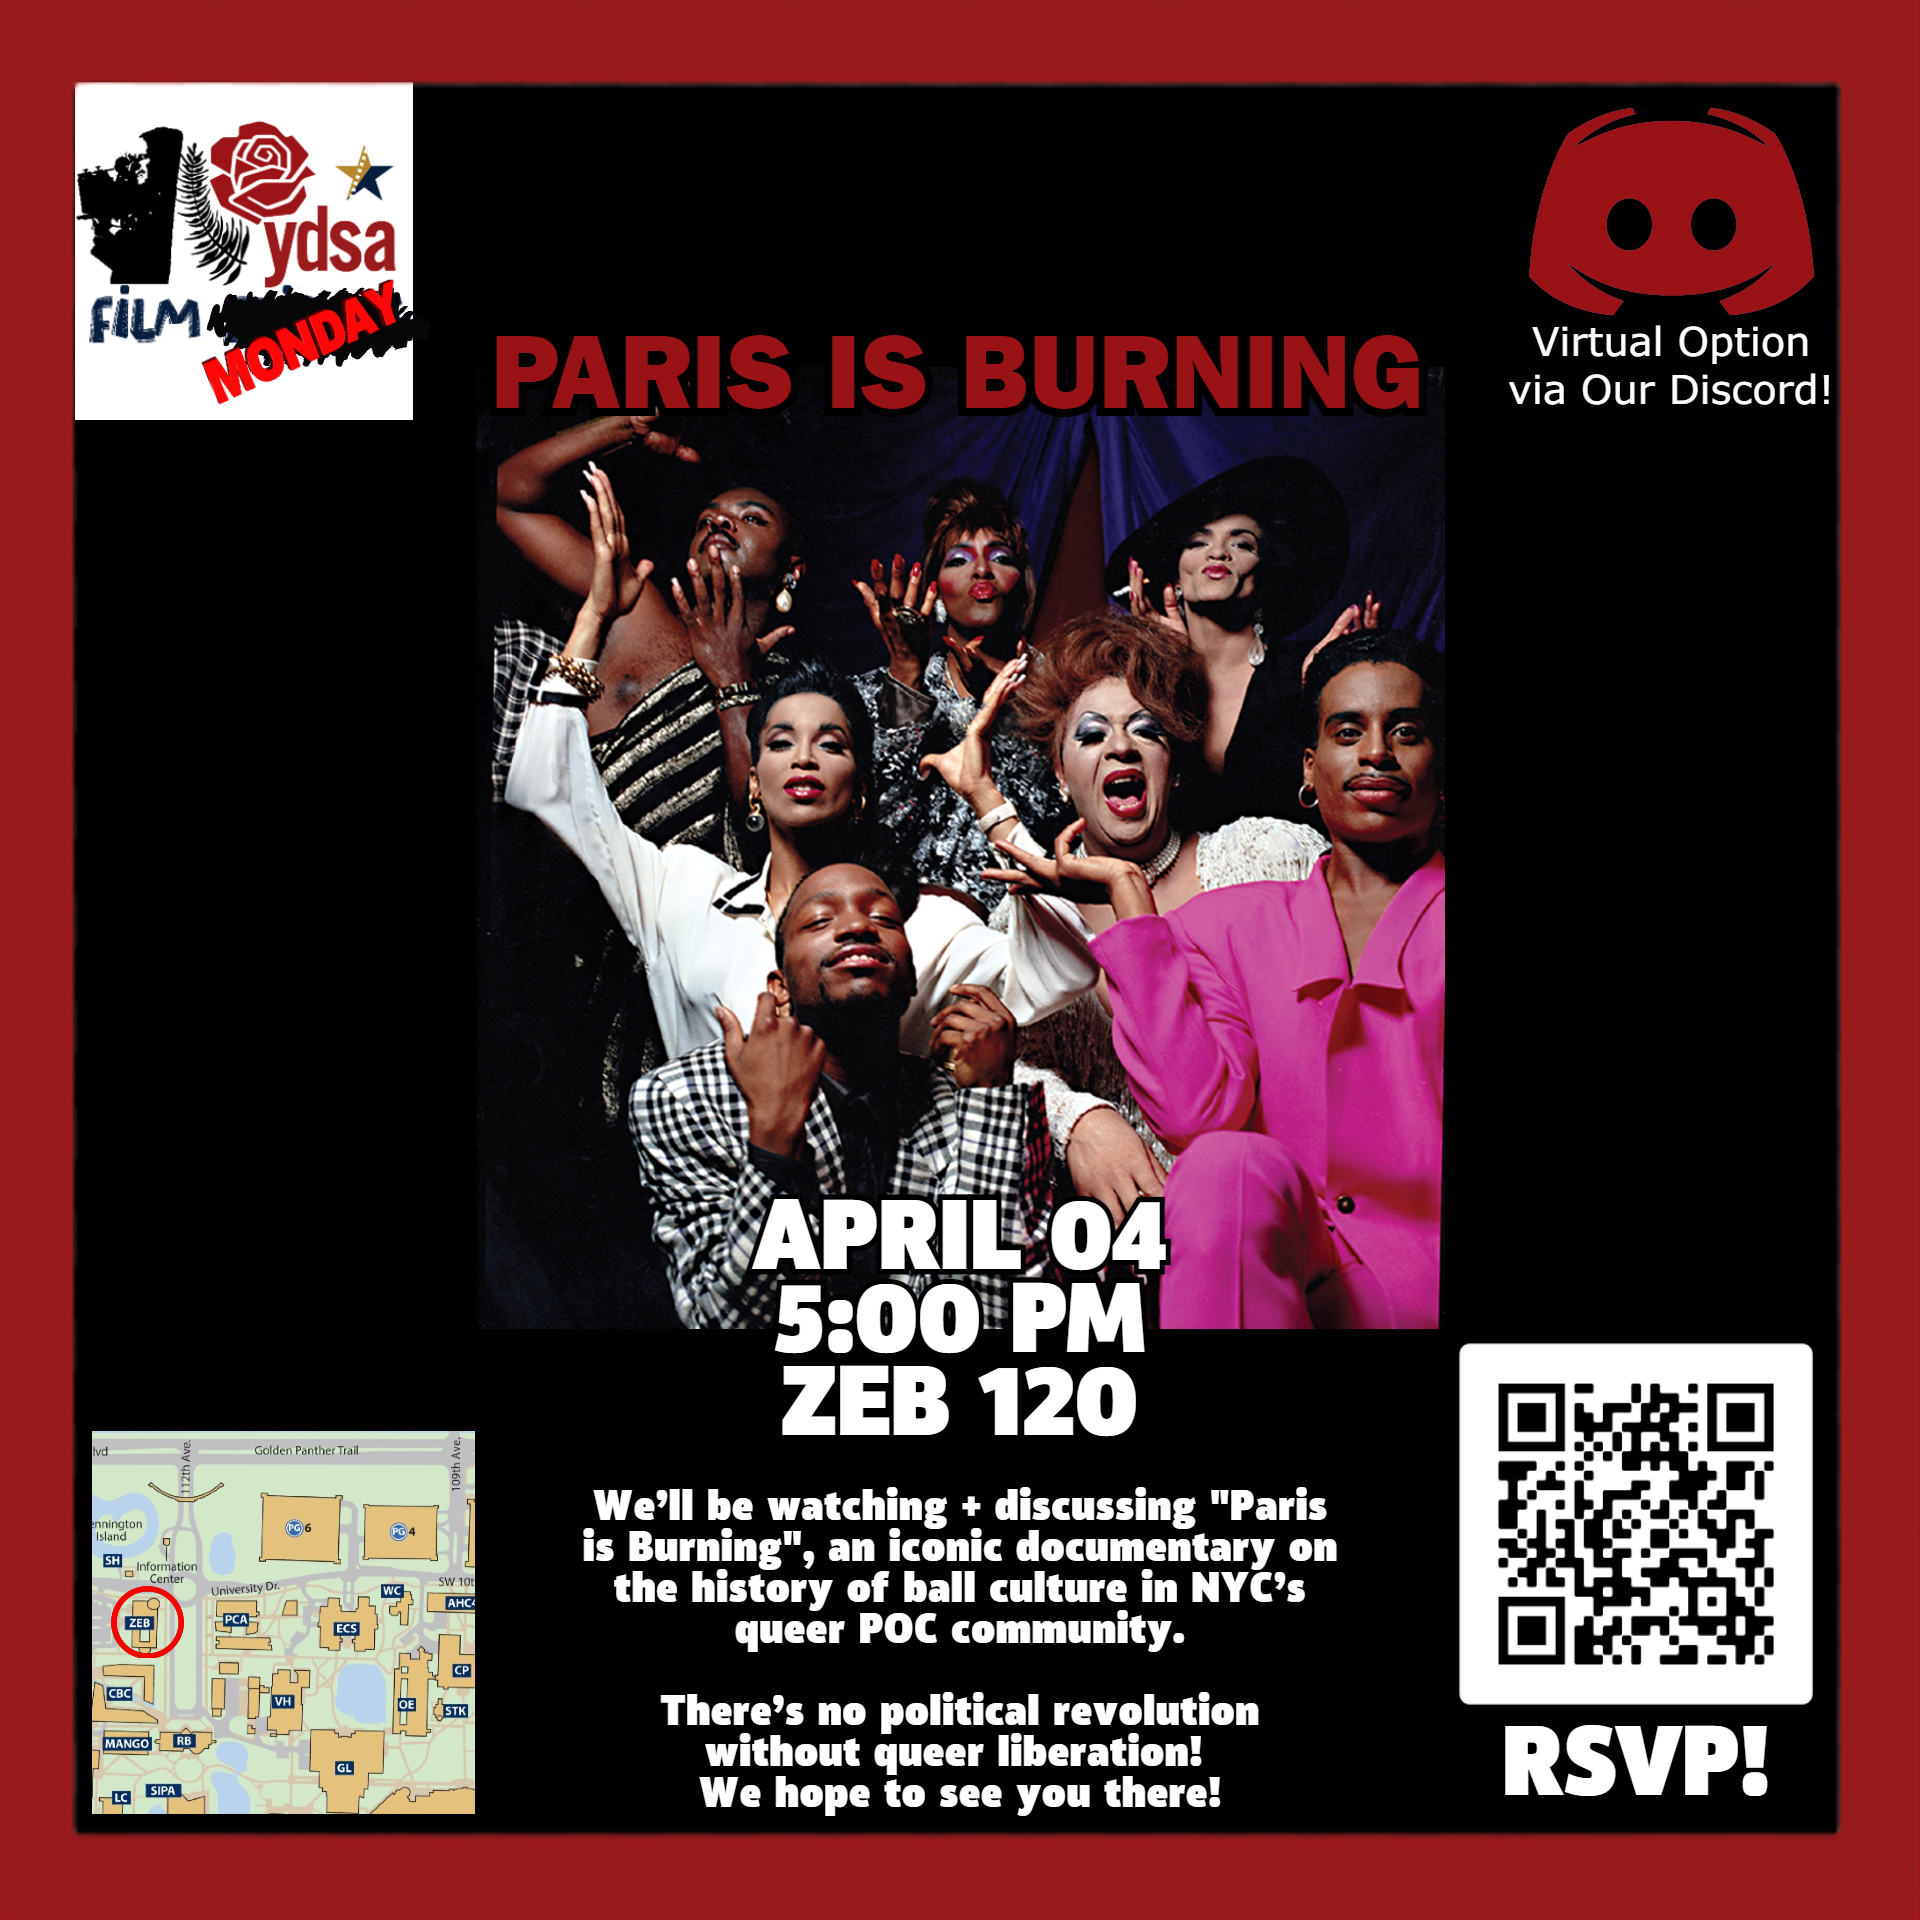 ydsa
FILM
MONDAY
Virtual Option
via Our Discord!
PARIS IS BURNING
APRIL 04
5:00 PM
ZEB 120
We'll be watching + discussing "Paris
is Burning", an iconic documentary on
the history of ball culture in NYC's
queer POC community.
There's no political revolution
without queer liberation!
We hope to see you there!
lvd
112th Ave.
Golden Panther Trail
109th Ave.
PG 6
PG 4
ennington
Island
SH
Information
Center
University Dr.
WC
SW 10t
AHC4
ZEB
PCA
ECS
CBC
VH
OE
CP
STK
MANGO
RB
GL
LC
SIPA
RSVP!